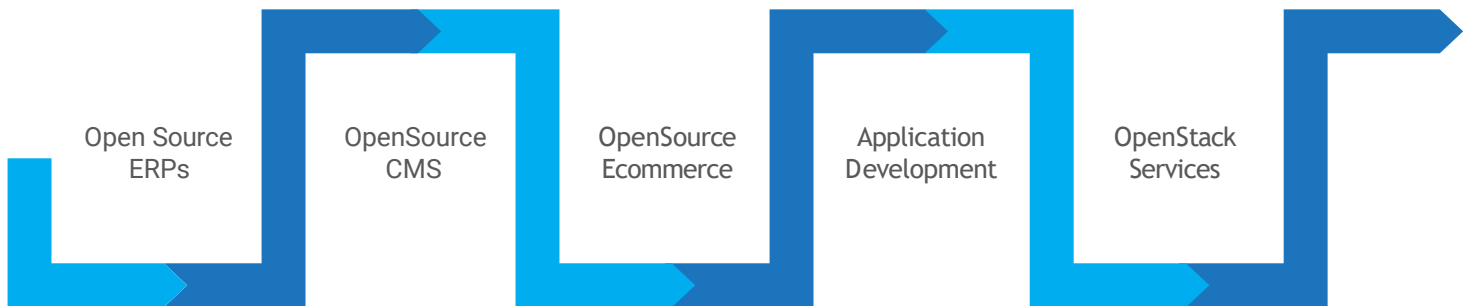 Open Source
ERPs
OpenSource
CMS
OpenSource
Ecommerce
Application
Development
OpenStack
Services